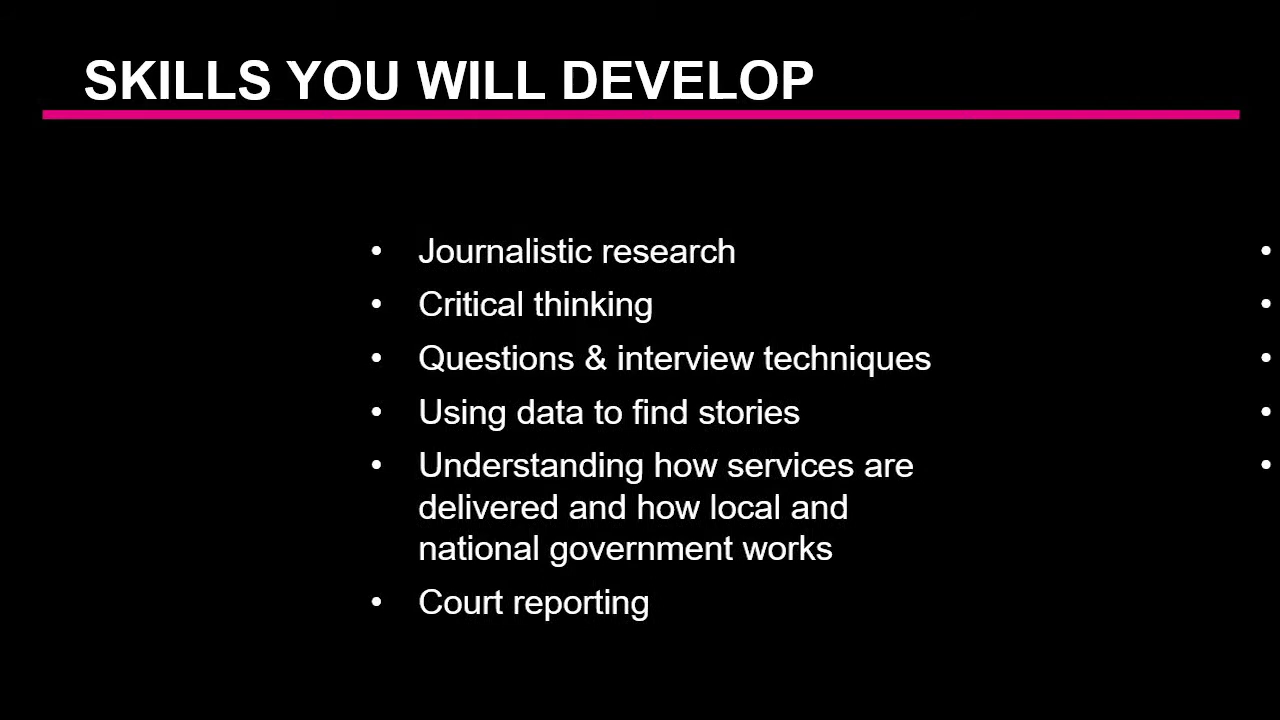 SKILLS YOU WILL DEVELOP
• Journalistic research
• Critical thinking
• Questions & interview techniques
• Using data to find stories
• Understanding how services are
delivered and how local and
national government works
• Court reporting